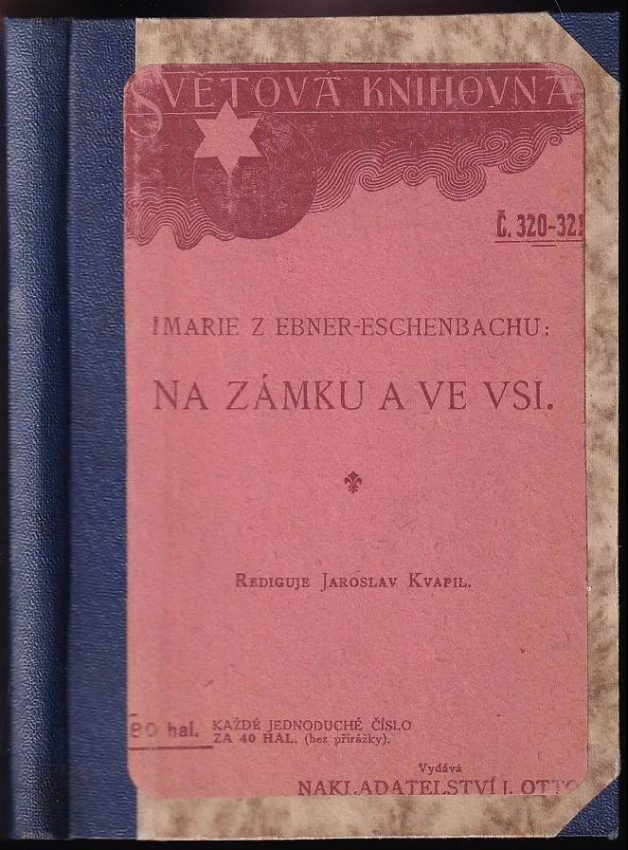 SVĚTOVÁ KNIHOVNA
Č. 320-321
MARIE Z EBNER-ESCHENBACHU:
NA ZÁMKU A VE VSI.
REDIGUJE JAROSLAV KVAPIL.
80 hal.
KAŽDÉ JEDNODUCHÉ ČÍSLO
ZA 40 HAL. (bez přirážky).
Vydává
NAKLADATELSTVÍ J. OTTO